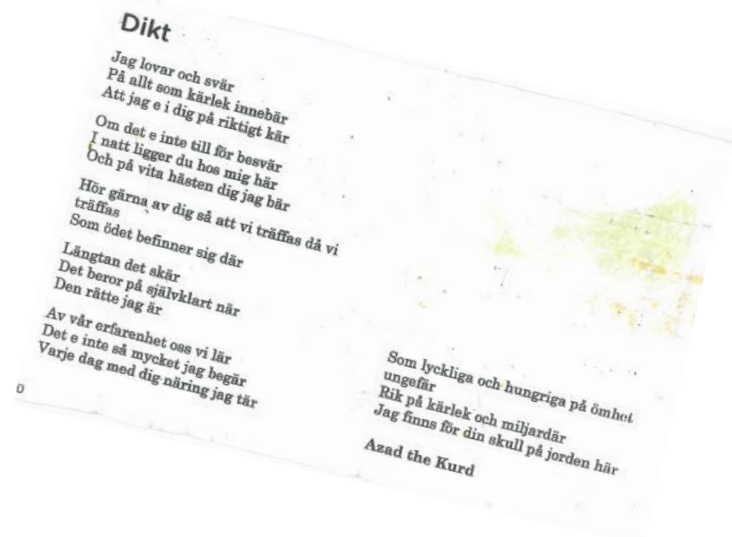 Dikt
Jag lovar och svär
På allt som kärlek innebär
Att jag e i dig på riktigt kär
Om det e inte till för besvär
I natt ligger du hos mig här
Och på vita hästen dig jag bär
Hör gärna av dig så att vi träffas då vi
träffas
Som ödet befinner sig där
Längtan det skär
Det beror på självklart när
Den rätte jag är
Av vår erfarenhet oss vi lär
Det e inte så mycket jag begär
Varje dag med dig näring jag tär
0
Som lyckliga och hungriga på ömhet
ungefär
Rik på kärlek och miljardär
Jag finns för din skull på jorden här
Azad the Kurd